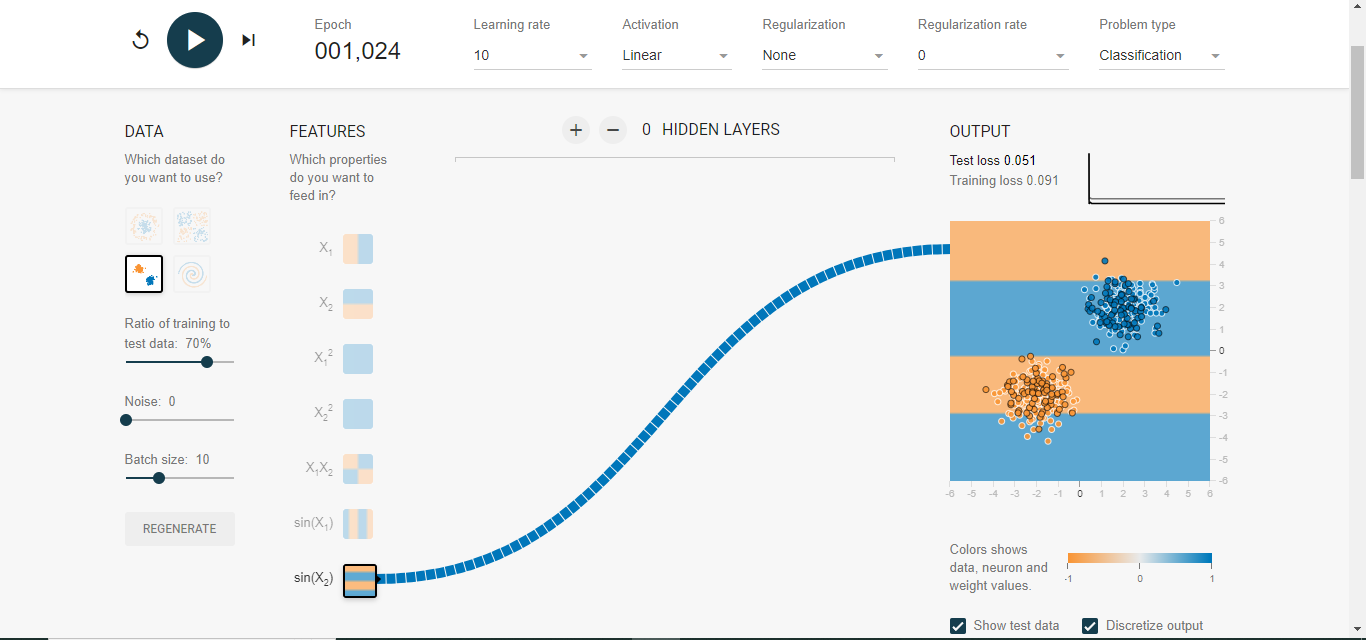 Epoch
001,024
Learning rate
10
Activation
Linear
Regularization
None
Regularization rate
0
Problem type
Classification
DATA
Which dataset do
you want to use?
Ratio of training to
test data: 70%
Noise: 0
Batch size: 10
REGENERATE
FEATURES
Which properties
do you want to
feed in?
X1
X2
X1²
X2²
X1X2
sin(X1)
sin(X2)
+ − 0 HIDDEN LAYERS
OUTPUT
Test loss 0.051
Training loss 0.091
6
5
4
3
2
1
0
-1
-2
-3
-4
-5
-6
-6 -5 -4 -3 -2 -1 0 1 2 3 4 5 6
Colors shows
data, neuron and
weight values.
-1 0 1
Show test data
Discretize output